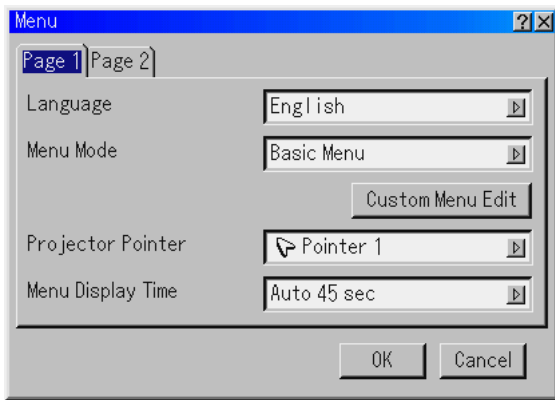 Menu
Page 1 Page 2
Language English
Menu Mode Basic Menu
Custom Menu Edit
Projector Pointer Pointer 1
Menu Display Time Auto 45 sec
OK Cancel